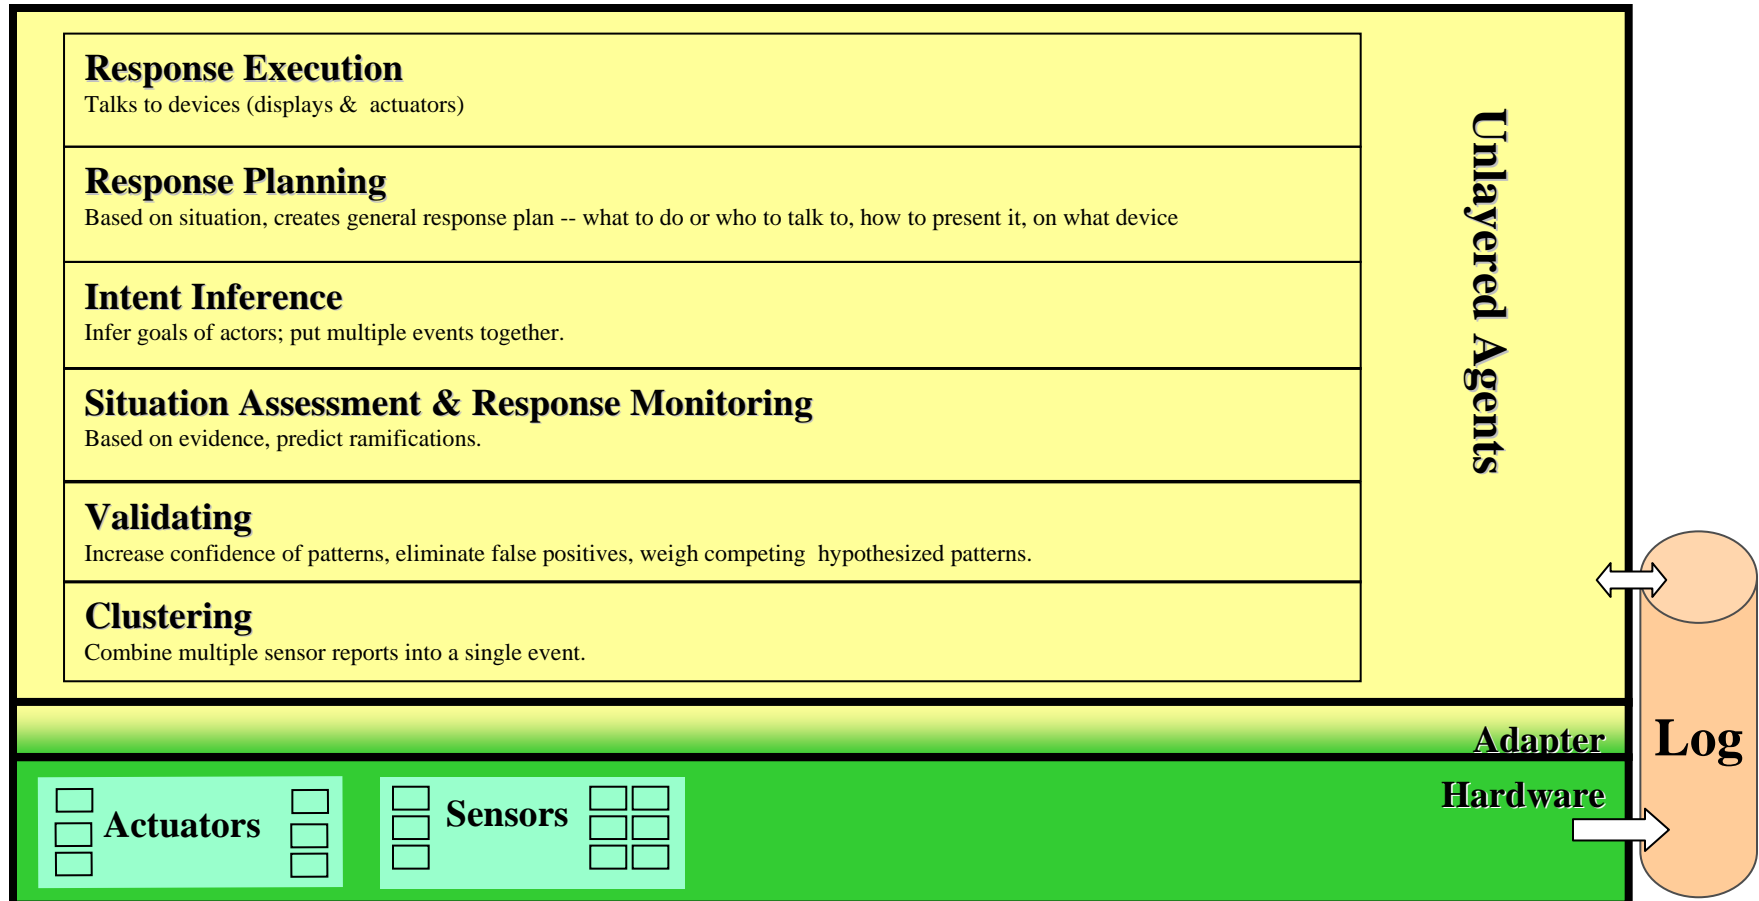 Response Execution
Talks to devices (displays & actuators)
Response Planning
Based on situation, creates general response plan -- what to do or who to talk to, how to present it, on what device
Intent Inference
Infer goals of actors; put multiple events together.
Situation Assessment & Response Monitoring
Based on evidence, predict ramifications.
Validating
Increase confidence of patterns, eliminate false positives, weigh competing hypothesized patterns.
Clustering
Combine multiple sensor reports into a single event.
Unlayered Agents
Adapter
Log
Hardware
Actuators
Sensors